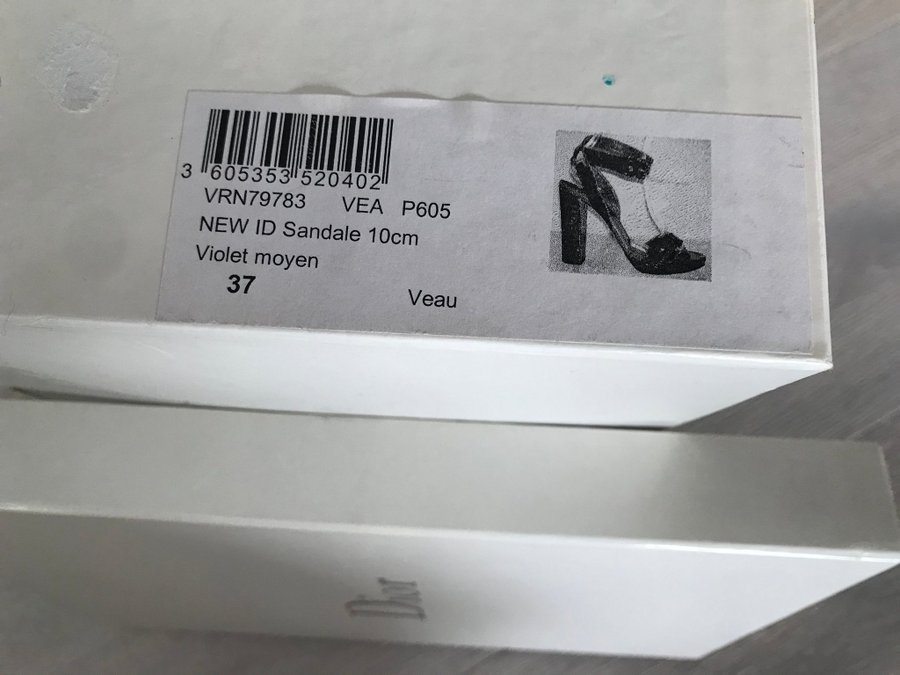 3 605353 520402
VRN79783 VEA P605
NEW ID Sandale 10cm
Violet moyen
37
Veau
Dior